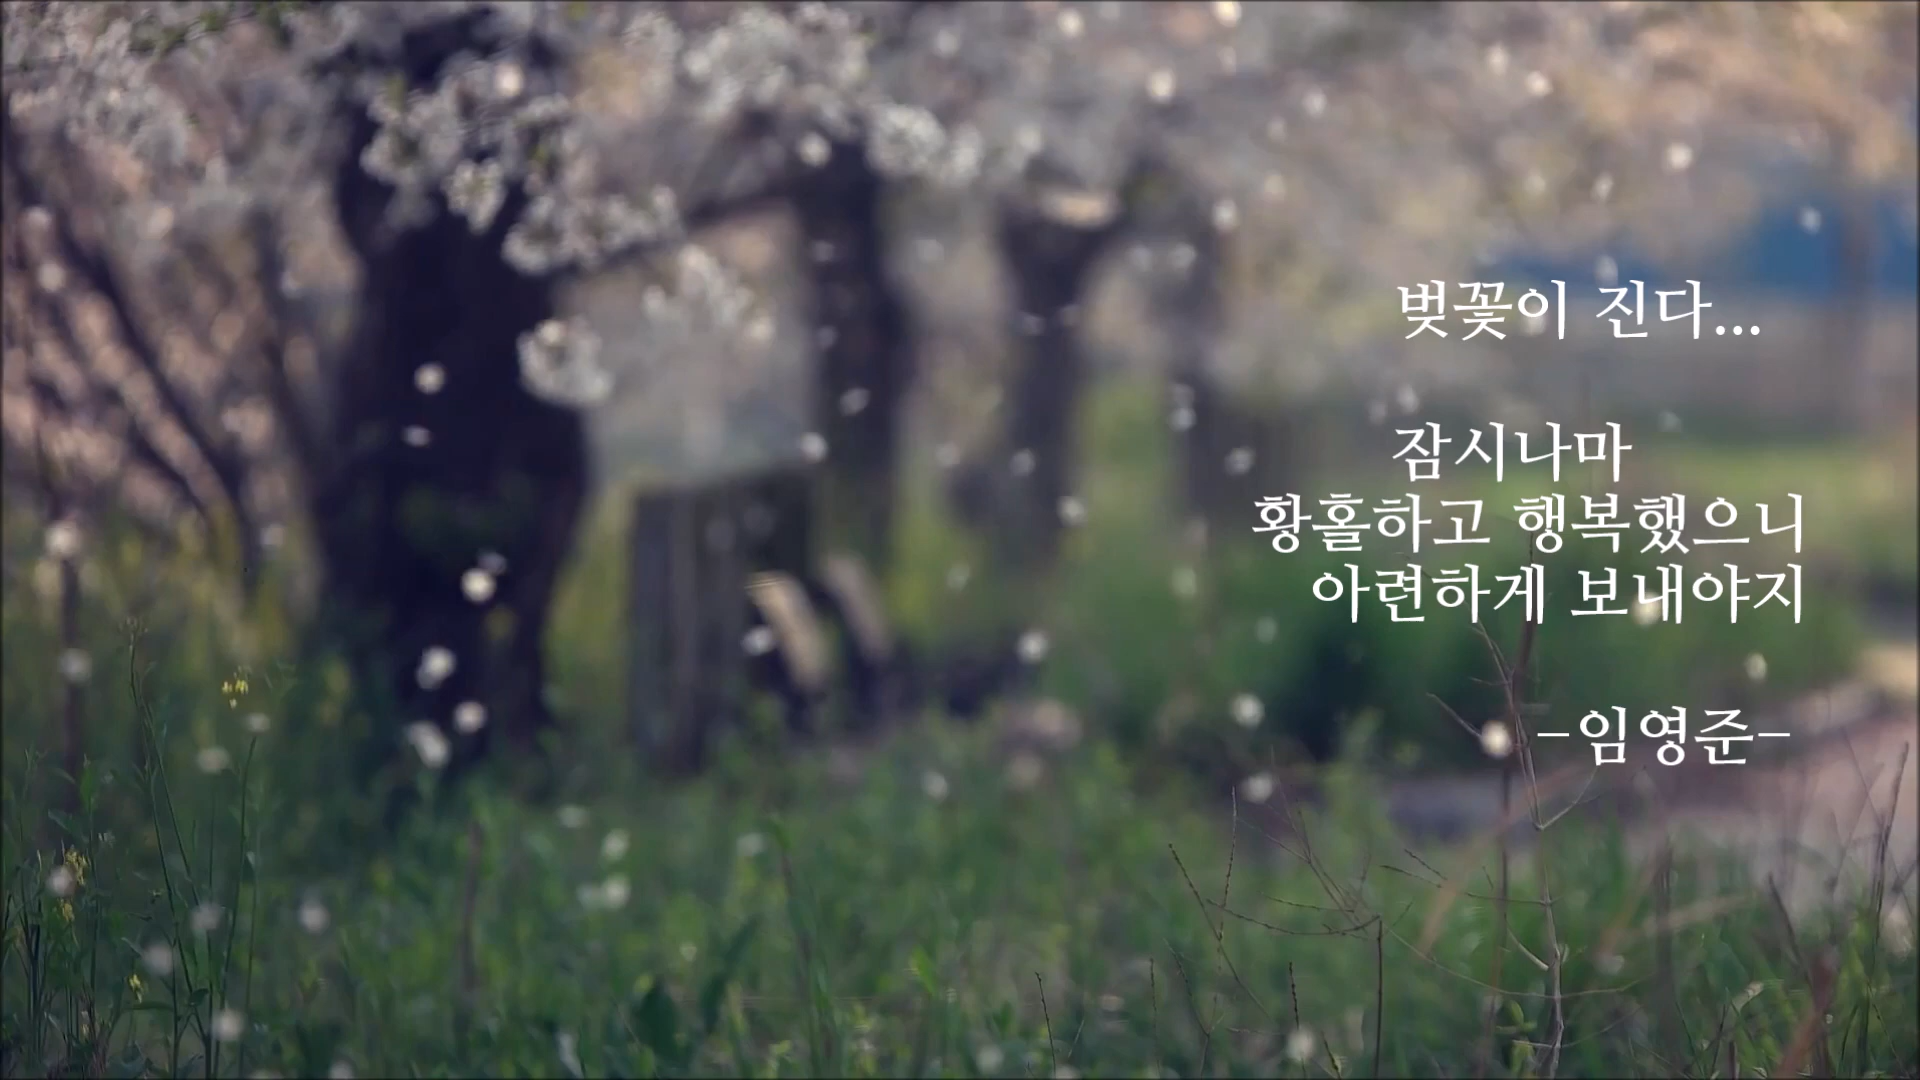 벚꽃이 진다...
잠시나마
황홀하고 행복했으니
아련하게 보내야지
-임영준-